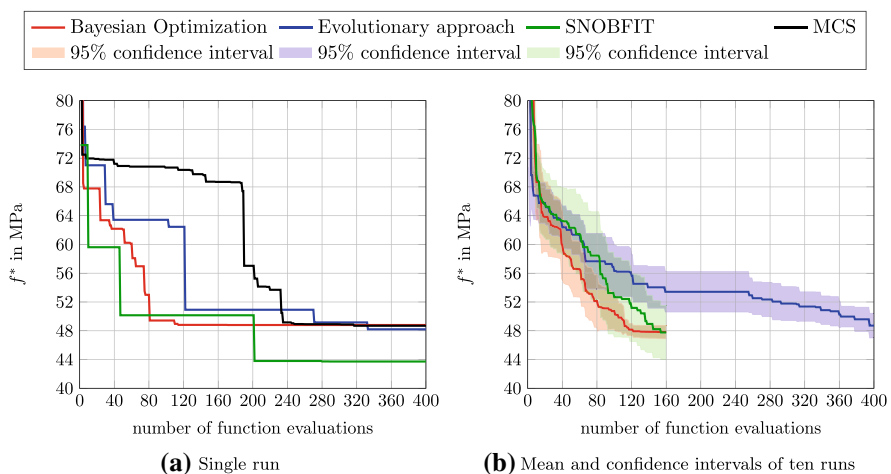 Bayesian Optimization Evolutionary approach SNOBFIT MCS
95% confidence interval 95% confidence interval 95% confidence interval
80 76 72 68 64 60 56 52 48 44 40
f* in MPa
0 40 80 120 160 200 240 280 320 360 400
number of function evaluations
(a) Single run
80 76 72 68 64 60 56 52 48 44 40
f* in MPa
0 40 80 120 160 200 240 280 320 360 400
number of function evaluations
(b) Mean and confidence intervals of ten runs